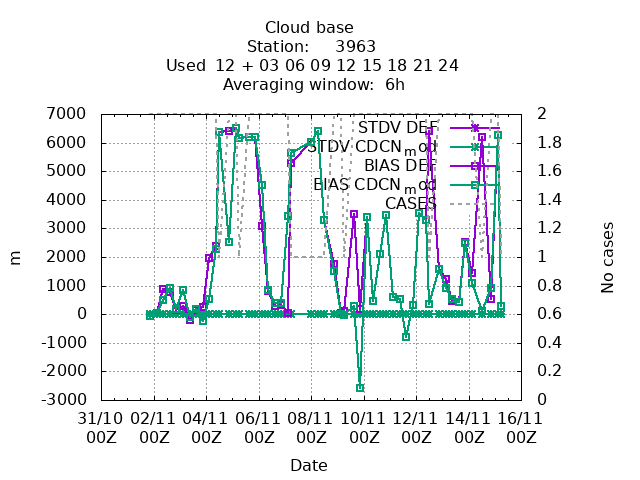 Cloud base
Station: 3963
Used 12 + 03 06 09 12 15 18 21 24
Averaging window: 6h
7000
6000
5000
4000
3000
2000
1000
0
-1000
-2000
-3000
m
2
1.8
1.6
1.4
1.2
1
0.8
0.6
0.4
0.2
0
No cases
STDV DEF
STDV CDCN_mod
BIAS DEF
BIAS CDCN_mod
CASES
31/10 02/11 04/11 06/11 08/11 10/11 12/11 14/11 16/11
00Z 00Z 00Z 00Z 00Z 00Z 00Z 00Z 00Z
Date